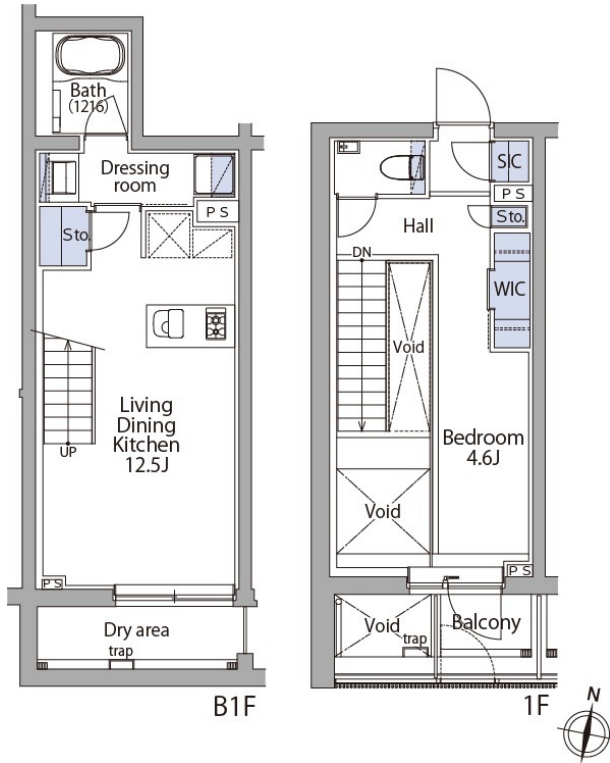 Bath
(1216)
Dressing
room
PS
Sto.
Living
Dining
Kitchen
12.5J
UP
PS
Dry area
trap
B1F
SIC
PS
Sto.
Hall
DN
WIC
Void
Bedroom
4.6J
Void
PS
Void
trap
Balcony
1F
N